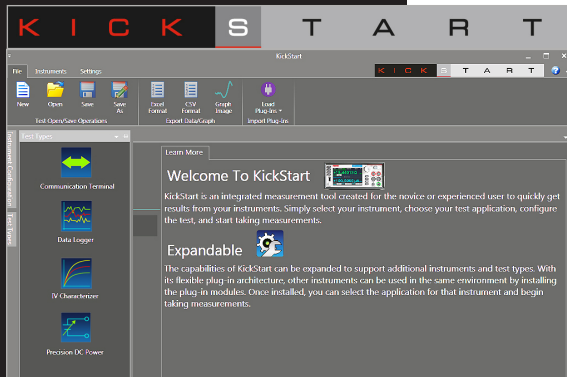 KICKSTART
KickStart
File Instruments Settings
KICKSTART
New Open Save Save As Excel Format CSV Format Graph Image Load Plug-Ins
Test Open/Save Operations Export Data/Graph Import Plug-Ins
Instrument Configuration Test Types
Test Types
Communication Terminal
Data Logger
IV Characterizer
Precision DC Power
Learn More
Welcome To KickStart
KickStart is an integrated measurement tool created for the novice or experienced user to quickly get
results from your instruments. Simply select your instrument, choose your test application, configure
the test, and start taking measurements.
Expandable
The capabilities of KickStart can be expanded to support additional instruments and test types. With
its flexible plug-in architecture, other instruments can be used in the same environment by installing
the plug-in modules. Once installed, you can select the application for that instrument and begin
taking measurements.